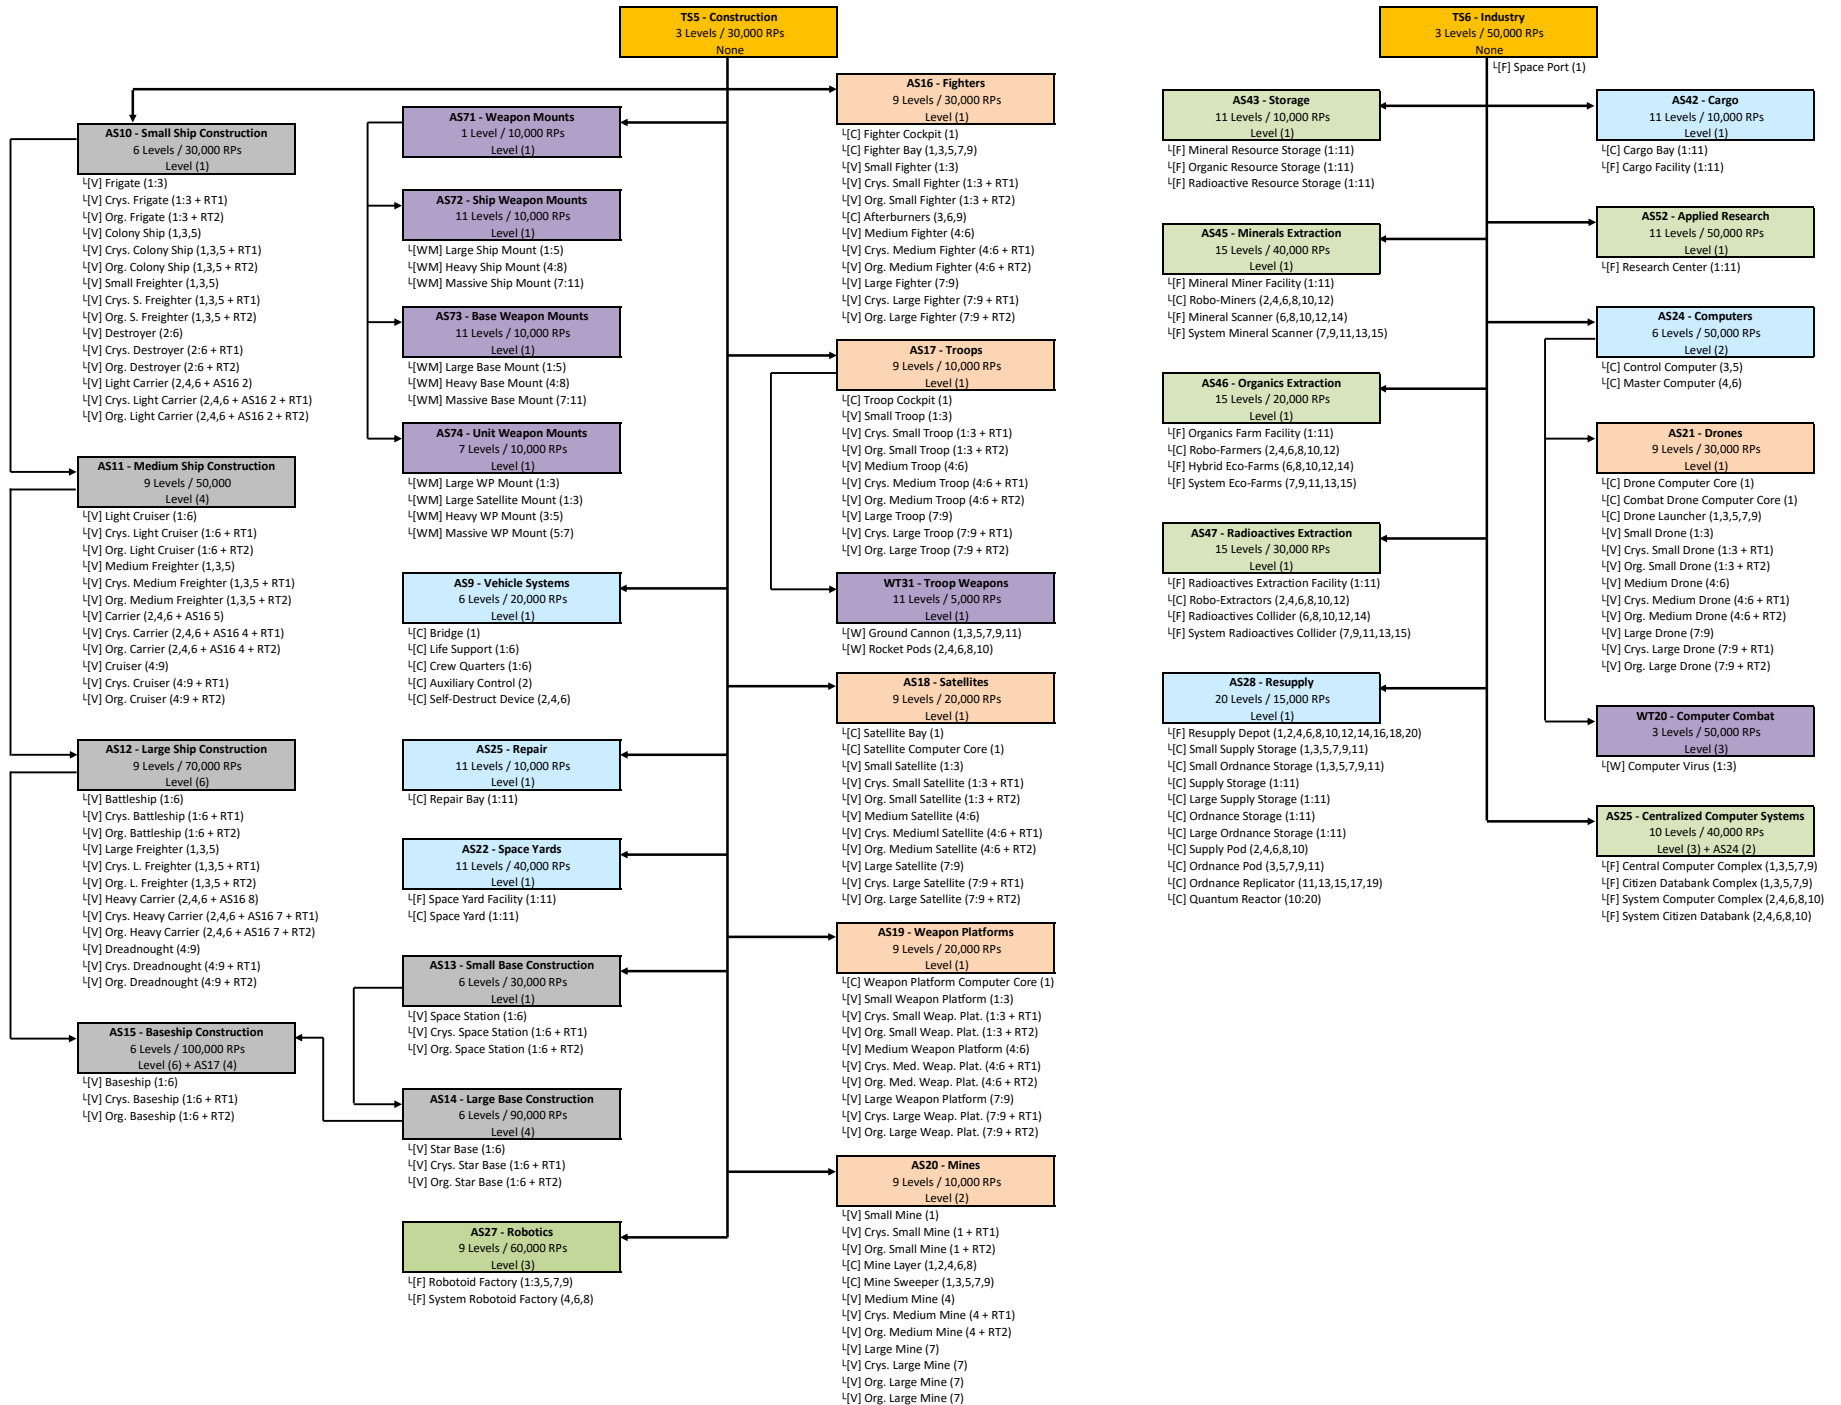 TS5 - Construction
3 Levels / 30,000 RPs
None
AS10 - Small Ship Construction
6 Levels / 30,000 RPs
Level (1)
└[V] Frigate (1:3)
└[V] Crys. Frigate (1:3 + RT1)
└[V] Org. Frigate (1:3 + RT2)
└[V] Colony Ship (1,3,5)
└[V] Crys. Colony Ship (1,3,5 + RT1)
└[V] Org. Colony Ship (1,3,5 + RT2)
└[V] Small Freighter (1,3,5)
└[V] Crys. S. Freighter (1,3,5 + RT1)
└[V] Org. S. Freighter (1,3,5 + RT2)
└[V] Destroyer (2:6)
└[V] Crys. Destroyer (2:6 + RT1)
└[V] Org. Destroyer (2:6 + RT2)
└[V] Light Carrier (2,4,6 + AS16 2)
└[V] Crys. Light Carrier (2,4,6 + AS16 2 + RT1)
└[V] Org. Light Carrier (2,4,6 + AS16 2 + RT2)
AS11 - Medium Ship Construction
9 Levels / 50,000
Level (4)
└[V] Light Cruiser (1:6)
└[V] Crys. Light Cruiser (1:6 + RT1)
└[V] Org. Light Cruiser (1:6 + RT2)
└[V] Medium Freighter (1,3,5)
└[V] Crys. Medium Freighter (1,3,5 + RT1)
└[V] Org. Medium Freighter (1,3,5 + RT2)
└[V] Carrier (2,4,6 + AS16 5)
└[V] Crys. Carrier (2,4,6 + AS16 4 + RT1)
└[V] Org. Carrier (2,4,6 + AS16 4 + RT2)
└[V] Cruiser (4:9)
└[V] Crys. Cruiser (4:9 + RT1)
└[V] Org. Cruiser (4:9 + RT2)
AS12 - Large Ship Construction
9 Levels / 70,000 RPs
Level (6)
└[V] Battleship (1:6)
└[V] Crys. Battleship (1:6 + RT1)
└[V] Org. Battleship (1:6 + RT2)
└[V] Large Freighter (1,3,5)
└[V] Crys. L. Freighter (1,3,5 + RT1)
└[V] Org. L. Freighter (1,3,5 + RT2)
└[V] Heavy Carrier (2,4,6 + AS16 8)
└[V] Crys. Heavy Carrier (2,4,6 + AS16 7 + RT1)
└[V] Org. Heavy Carrier (2,4,6 + AS16 7 + RT2)
└[V] Dreadnought (4:9)
└[V] Crys. Dreadnought (4:9 + RT1)
└[V] Org. Dreadnought (4:9 + RT2)
AS15 - Baseship Construction
6 Levels / 100,000 RPs
Level (6) + AS17 (4)
└[V] Baseship (1:6)
└[V] Crys. Baseship (1:6 + RT1)
└[V] Org. Baseship (1:6 + RT2)
AS71 - Weapon Mounts
1 Level / 10,000 RPs
Level (1)
AS72 - Ship Weapon Mounts
11 Levels / 10,000 RPs
Level (1)
└[WM] Large Ship Mount (1:5)
└[WM] Heavy Ship Mount (4:8)
└[WM] Massive Ship Mount (7:11)
AS73 - Base Weapon Mounts
11 Levels / 10,000 RPs
Level (1)
└[WM] Large Base Mount (1:5)
└[WM] Heavy Base Mount (4:8)
└[WM] Massive Base Mount (7:11)
AS74 - Unit Weapon Mounts
7 Levels / 10,000 RPs
Level (1)
└[WM] Large WP Mount (1:3)
└[WM] Large Satellite Mount (1:3)
└[WM] Heavy WP Mount (3:5)
└[WM] Massive WP Mount (5:7)
AS9 - Vehicle Systems
6 Levels / 20,000 RPs
Level (1)
└[C] Bridge (1)
└[C] Life Support (1:6)
└[C] Crew Quarters (1:6)
└[C] Auxiliary Control (2)
└[C] Self-Destruct Device (2,4,6)
AS25 - Repair
11 Levels / 10,000 RPs
Level (1)
└[C] Repair Bay (1:11)
AS22 - Space Yards
11 Levels / 40,000 RPs
Level (1)
└[F] Space Yard Facility (1:11)
└[C] Space Yard (1:11)
AS13 - Small Base Construction
6 Levels / 30,000 RPs
Level (1)
└[V] Space Station (1:6)
└[V] Crys. Space Station (1:6 + RT1)
└[V] Org. Space Station (1:6 + RT2)
AS14 - Large Base Construction
6 Levels / 90,000 RPs
Level (4)
└[V] Star Base (1:6)
└[V] Crys. Star Base (1:6 + RT1)
└[V] Org. Star Base (1:6 + RT2)
AS27 - Robotics
9 Levels / 60,000 RPs
Level (3)
└[F] Robotoid Factory (1:3,5,7,9)
└[F] System Robotoid Factory (4,6,8)
AS16 - Fighters
9 Levels / 30,000 RPs
Level (1)
└[C] Fighter Cockpit (1)
└[C] Fighter Bay (1,3,5,7,9)
└[V] Small Fighter (1:3)
└[V] Crys. Small Fighter (1:3 + RT1)
└[V] Org. Small Fighter (1:3 + RT2)
└[C] Afterburners (3,6,9)
└[V] Medium Fighter (4:6)
└[V] Crys. Medium Fighter (4:6 + RT1)
└[V] Org. Medium Fighter (4:6 + RT2)
└[V] Large Fighter (7:9)
└[V] Crys. Large Fighter (7:9 + RT1)
└[V] Org. Large Fighter (7:9 + RT2)
AS17 - Troops
9 Levels / 10,000 RPs
Level (1)
└[C] Troop Cockpit (1)
└[V] Small Troop (1:3)
└[V] Crys. Small Troop (1:3 + RT1)
└[V] Org. Small Troop (1:3 + RT2)
└[V] Medium Troop (4:6)
└[V] Crys. Medium Troop (4:6 + RT1)
└[V] Org. Medium Troop (4:6 + RT2)
└[V] Large Troop (7:9)
└[V] Crys. Large Troop (7:9 + RT1)
└[V] Org. Large Troop (7:9 + RT2)
WT31 - Troop Weapons
11 Levels / 5,000 RPs
Level (1)
└[W] Ground Cannon (1,3,5,7,9,11)
└[W] Rocket Pods (2,4,6,8,10)
AS18 - Satellites
9 Levels / 20,000 RPs
Level (1)
└[C] Satellite Bay (1)
└[C] Satellite Computer Core (1)
└[V] Small Satellite (1:3)
└[V] Crys. Small Satellite (1:3 + RT1)
└[V] Org. Small Satellite (1:3 + RT2)
└[V] Medium Satellite (4:6)
└[V] Crys. Mediuml Satellite (4:6 + RT1)
└[V] Org. Medium Satellite (4:6 + RT2)
└[V] Large Satellite (7:9)
└[V] Crys. Large Satellite (7:9 + RT1)
└[V] Org. Large Satellite (7:9 + RT2)
AS19 - Weapon Platforms
9 Levels / 20,000 RPs
Level (1)
└[C] Weapon Platform Computer Core (1)
└[V] Small Weapon Platform (1:3)
└[V] Crys. Small Weap. Plat. (1:3 + RT1)
└[V] Org. Small Weap. Plat. (1:3 + RT2)
└[V] Medium Weapon Platform (4:6)
└[V] Crys. Med. Weap. Plat. (4:6 + RT1)
└[V] Org. Med. Weap. Plat. (4:6 + RT2)
└[V] Large Weapon Platform (7:9)
└[V] Crys. Large Weap. Plat. (7:9 + RT1)
└[V] Org. Large Weap. Plat. (7:9 + RT2)
AS20 - Mines
9 Levels / 10,000 RPs
Level (2)
└[V] Small Mine (1)
└[V] Crys. Small Mine (1 + RT1)
└[V] Org. Small Mine (1 + RT2)
└[C] Mine Layer (1,2,4,6,8)
└[C] Mine Sweeper (1,3,5,7,9)
└[V] Medium Mine (4)
└[V] Crys. Medium Mine (4 + RT1)
└[V] Org. Medium Mine (4 + RT2)
└[V] Large Mine (7)
└[V] Crys. Large Mine (7)
└[V] Org. Large Mine (7)
└[V] Org. Large Mine (7)
TS6 - Industry
3 Levels / 50,000 RPs
None
└[F] Space Port (1)
AS43 - Storage
11 Levels / 10,000 RPs
Level (1)
└[F] Mineral Resource Storage (1:11)
└[F] Organic Resource Storage (1:11)
└[F] Radioactive Resource Storage (1:11)
AS45 - Minerals Extraction
15 Levels / 40,000 RPs
Level (1)
└[F] Mineral Miner Facility (1:11)
└[C] Robo-Miners (2,4,6,8,10,12)
└[F] Mineral Scanner (6,8,10,12,14)
└[F] System Mineral Scanner (7,9,11,13,15)
AS46 - Organics Extraction
15 Levels / 20,000 RPs
Level (1)
└[F] Organics Farm Facility (1:11)
└[C] Robo-Farmers (2,4,6,8,10,12)
└[F] Hybrid Eco-Farms (6,8,10,12,14)
└[F] System Eco-Farms (7,9,11,13,15)
AS47 - Radioactives Extraction
15 Levels / 30,000 RPs
Level (1)
└[F] Radioactives Extraction Facility (1:11)
└[C] Robo-Extractors (2,4,6,8,10,12)
└[F] Radioactives Collider (6,8,10,12,14)
└[F] System Radioactives Collider (7,9,11,13,15)
AS28 - Resupply
20 Levels / 15,000 RPs
Level (1)
└[F] Resupply Depot (1,2,4,6,8,10,12,14,16,18,20)
└[C] Small Supply Storage (1,3,5,7,9,11)
└[C] Small Ordnance Storage (1,3,5,7,9,11)
└[C] Supply Storage (1:11)
└[C] Large Supply Storage (1:11)
└[C] Ordnance Storage (1:11)
└[C] Large Ordnance Storage (1:11)
└[C] Supply Pod (2,4,6,8,10)
└[C] Ordnance Pod (3,5,7,9,11)
└[C] Ordnance Replicator (11,13,15,17,19)
└[C] Quantum Reactor (10:20)
AS42 - Cargo
11 Levels / 10,000 RPs
Level (1)
└[C] Cargo Bay (1:11)
└[F] Cargo Facility (1:11)
AS52 - Applied Research
11 Levels / 50,000 RPs
Level (1)
└[F] Research Center (1:11)
AS24 - Computers
6 Levels / 50,000 RPs
Level (2)
└[C] Control Computer (3,5)
└[C] Master Computer (4,6)
AS21 - Drones
9 Levels / 30,000 RPs
Level (1)
└[C] Drone Computer Core (1)
└[C] Combat Drone Computer Core (1)
└[C] Drone Launcher (1,3,5,7,9)
└[V] Small Drone (1:3)
└[V] Crys. Small Drone (1:3 + RT1)
└[V] Org. Small Drone (1:3 + RT2)
└[V] Medium Drone (4:6)
└[V] Crys. Medium Drone (4:6 + RT1)
└[V] Org. Medium Drone (4:6 + RT2)
└[V] Large Drone (7:9)
└[V] Crys. Large Drone (7:9 + RT1)
└[V] Org. Large Drone (7:9 + RT2)
WT20 - Computer Combat
3 Levels / 50,000 RPs
Level (3)
└[W] Computer Virus (1:3)
AS25 - Centralized Computer Systems
10 Levels / 40,000 RPs
Level (3) + AS24 (2)
└[F] Central Computer Complex (1,3,5,7,9)
└[F] Citizen Databank Complex (1,3,5,7,9)
└[F] System Computer Complex (2,4,6,8,10)
└[F] System Citizen Databank (2,4,6,8,10)